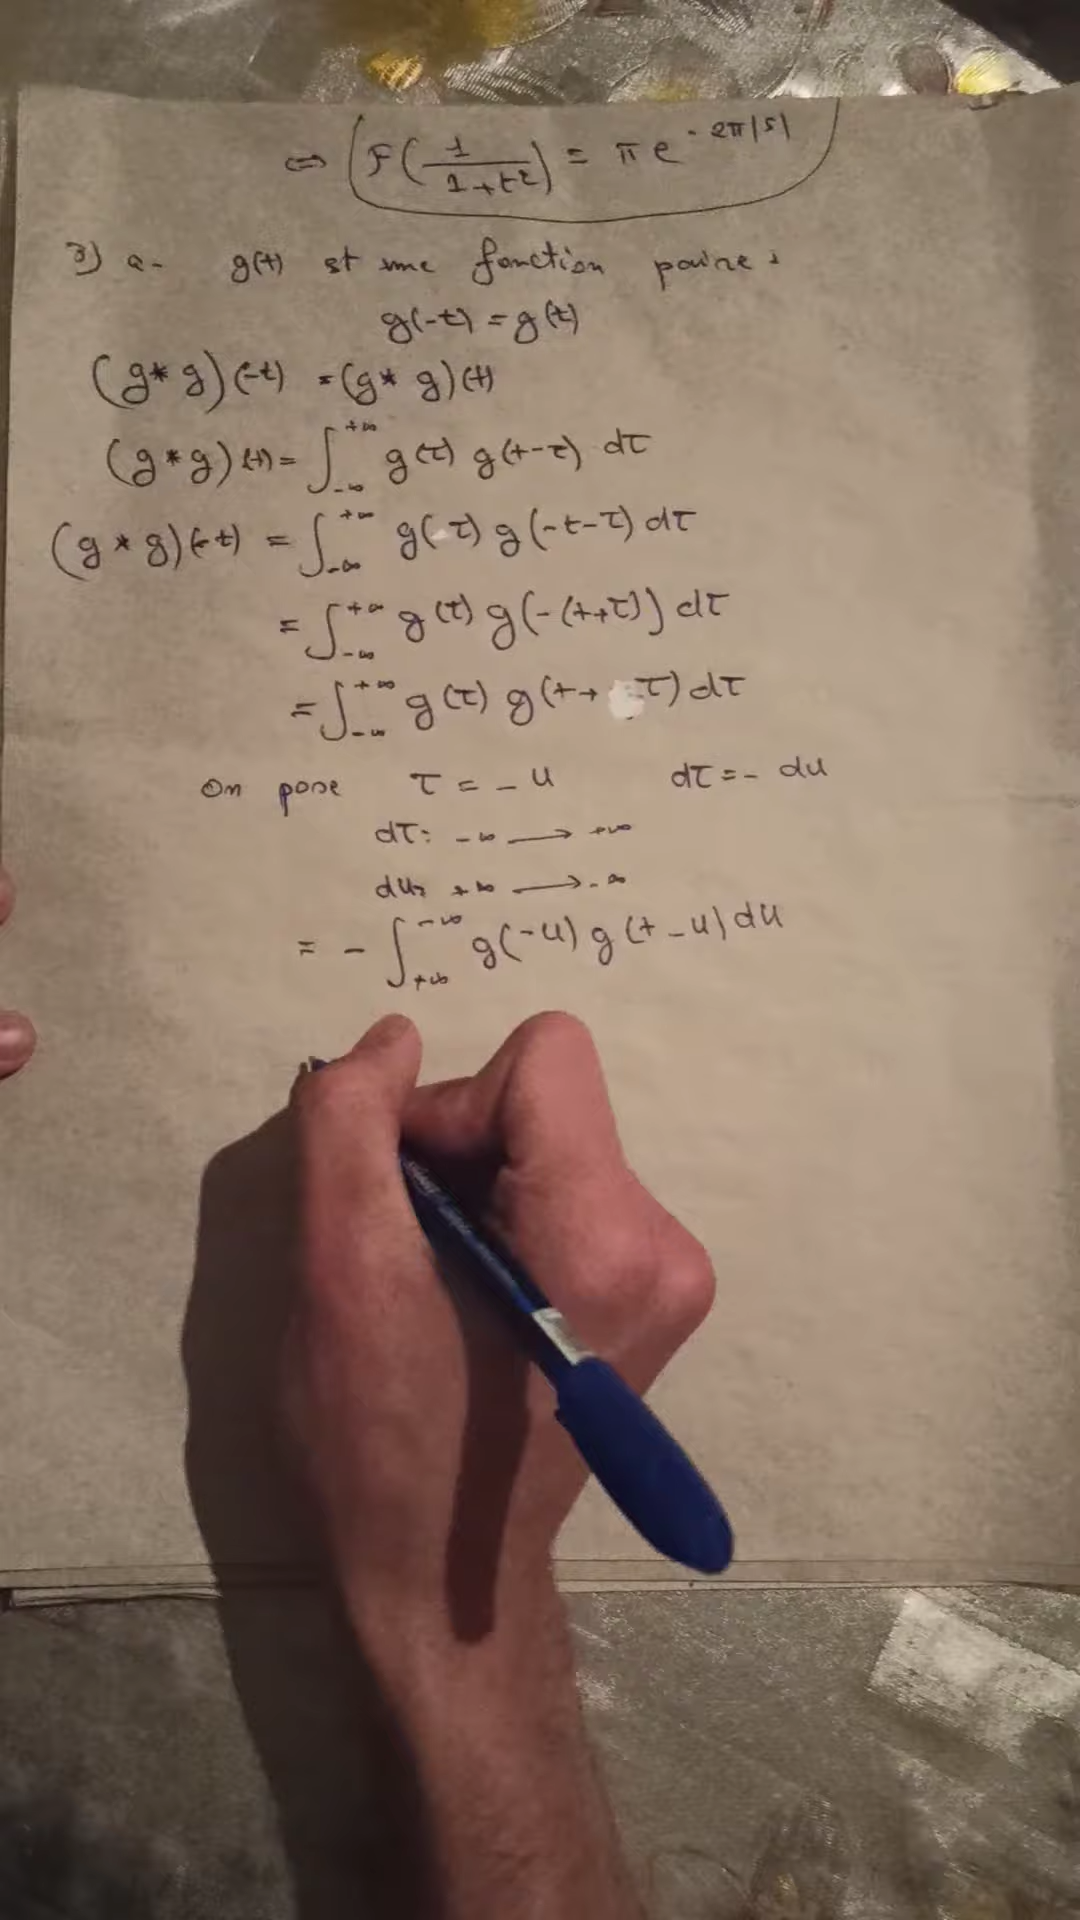 ⇔ F(1/(1+t²)) = π e^(-2π|s|)
3) a- g(t) st une fonction paire :
g(-t) = g(t)
(g * g)(-t) = (g * g)(t)
(g * g)(t) = ∫_{-∞}^{+∞} g(τ) g(t-τ) dτ
(g * g)(-t) = ∫_{-∞}^{+∞} g(τ) g(-t-τ) dτ
= ∫_{-∞}^{+∞} g(τ) g(-(t+τ)) dτ
= ∫_{-∞}^{+∞} g(τ) g(t+τ) dτ
On pose τ = -u dτ = - du
dτ: -∞ → +∞
du: +∞ → -∞
= - ∫_{+∞}^{-∞} g(-u) g(t-u) du